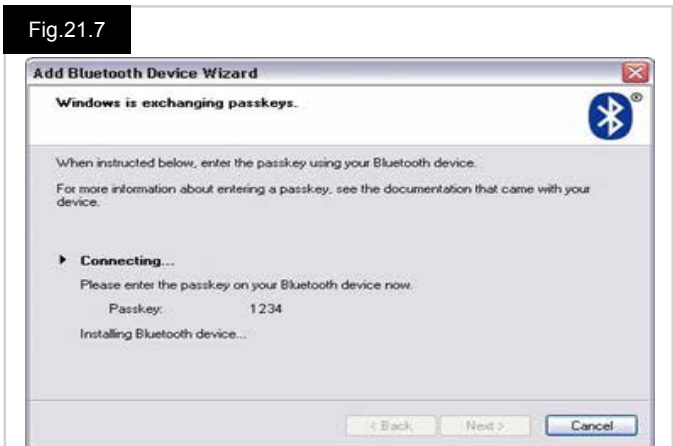 Fig.21.7
Add Bluetooth Device Wizard
Windows is exchanging passkeys.
®
When instructed below, enter the passkey using your Bluetooth device.
For more information about entering a passkey, see the documentation that came with your
device.
Connecting...
Please enter the passkey on your Bluetooth device now.
Passkey: 1234
Installing Bluetooth device...
< Back
Next >
Cancel